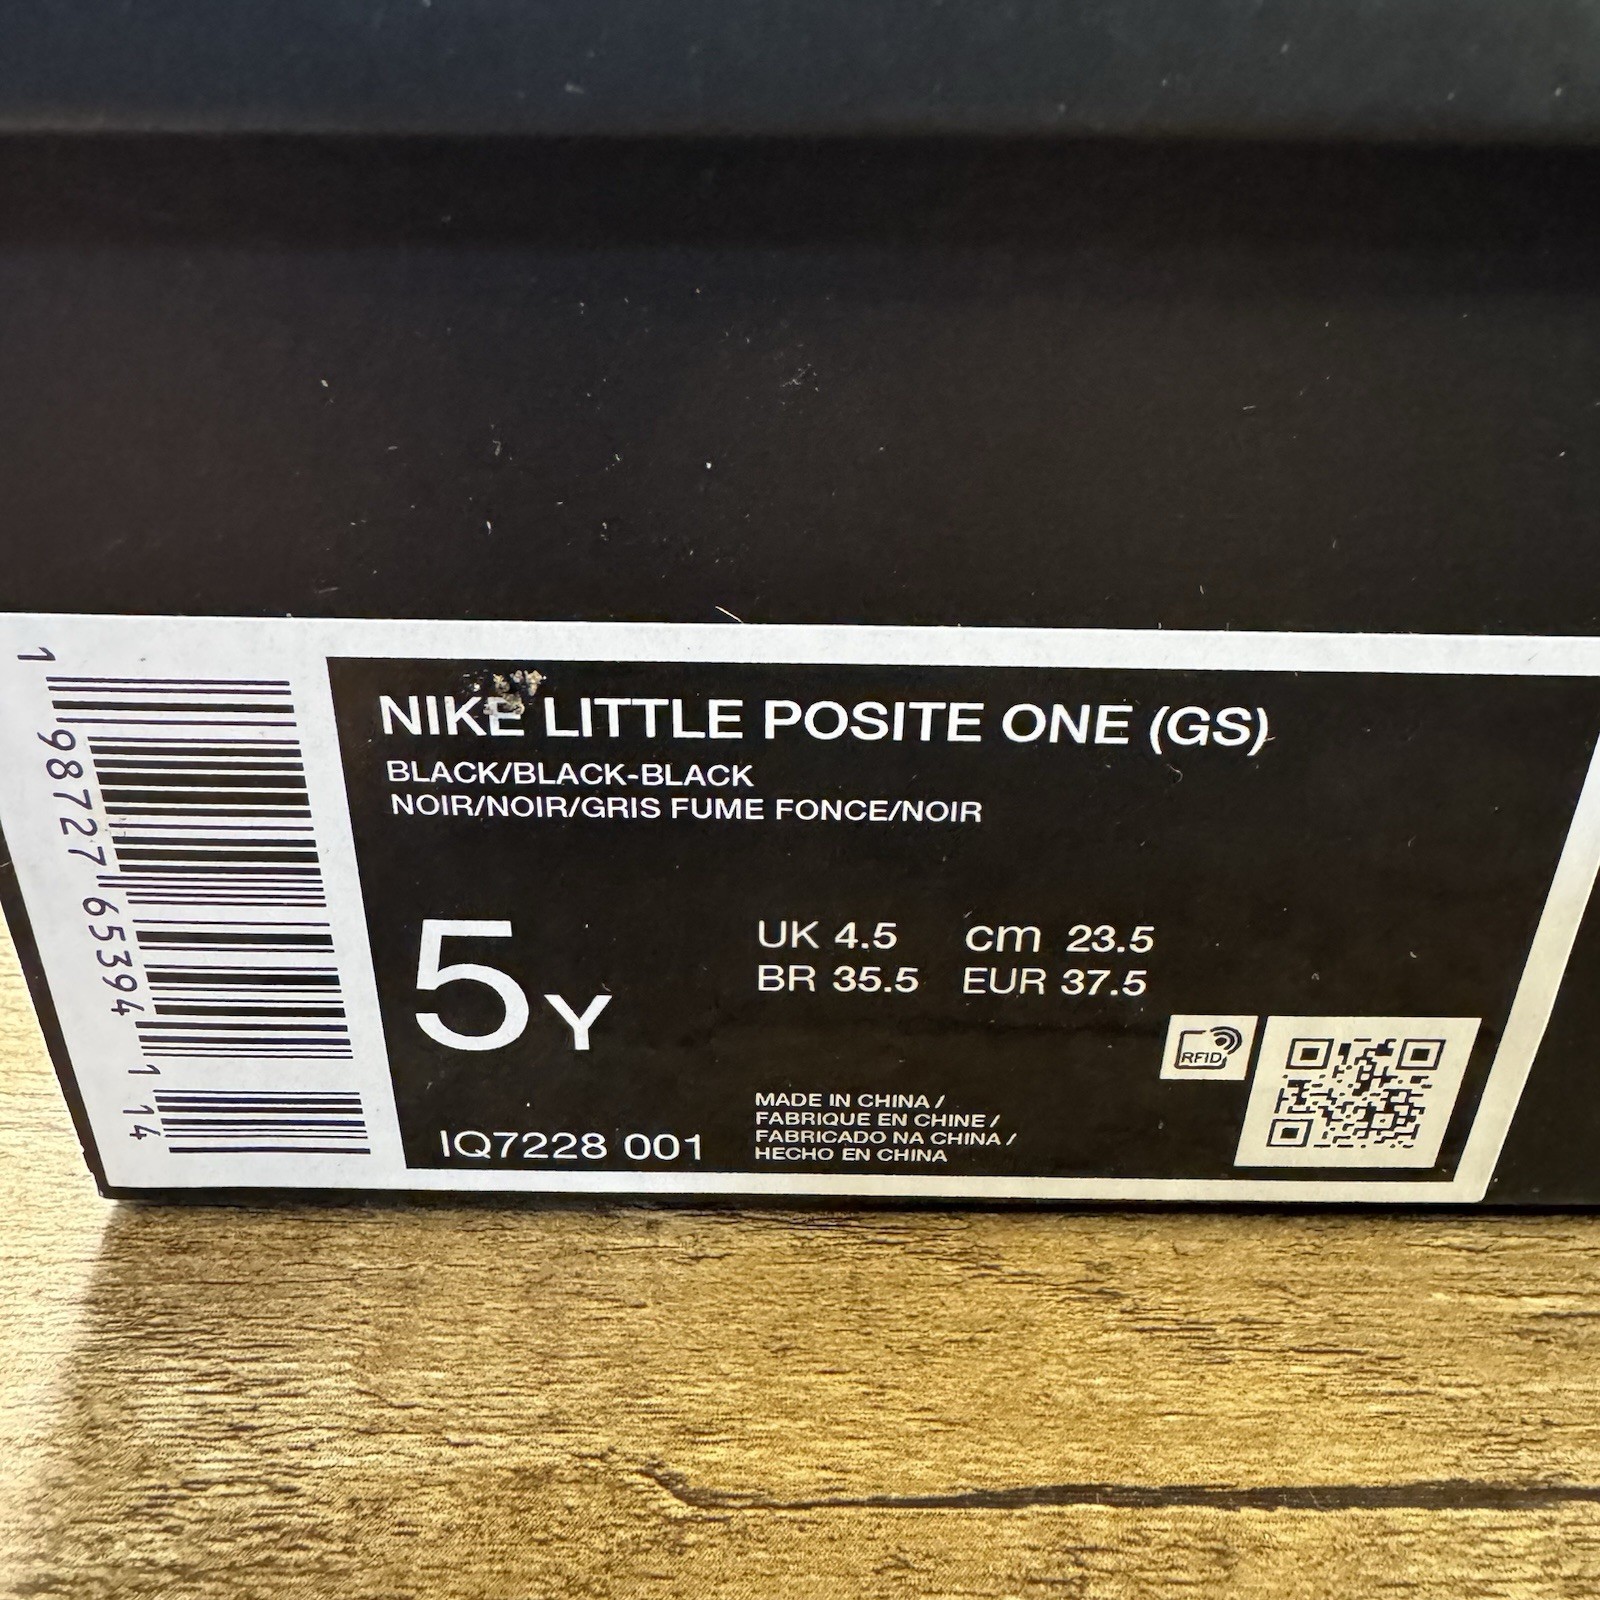 NIKE LITTLE POSITE ONE (GS)
BLACK/BLACK-BLACK
NOIR/NOIR/GRIS FUME FONCE/NOIR
5Y
UK 4.5 cm 23.5
BR 35.5 EUR 37.5
RFID
IQ7228 001
MADE IN CHINA /
FABRIQUE EN CHINE /
FABRICADO NA CHINA /
HECHO EN CHINA
1 98727 65394 1 14